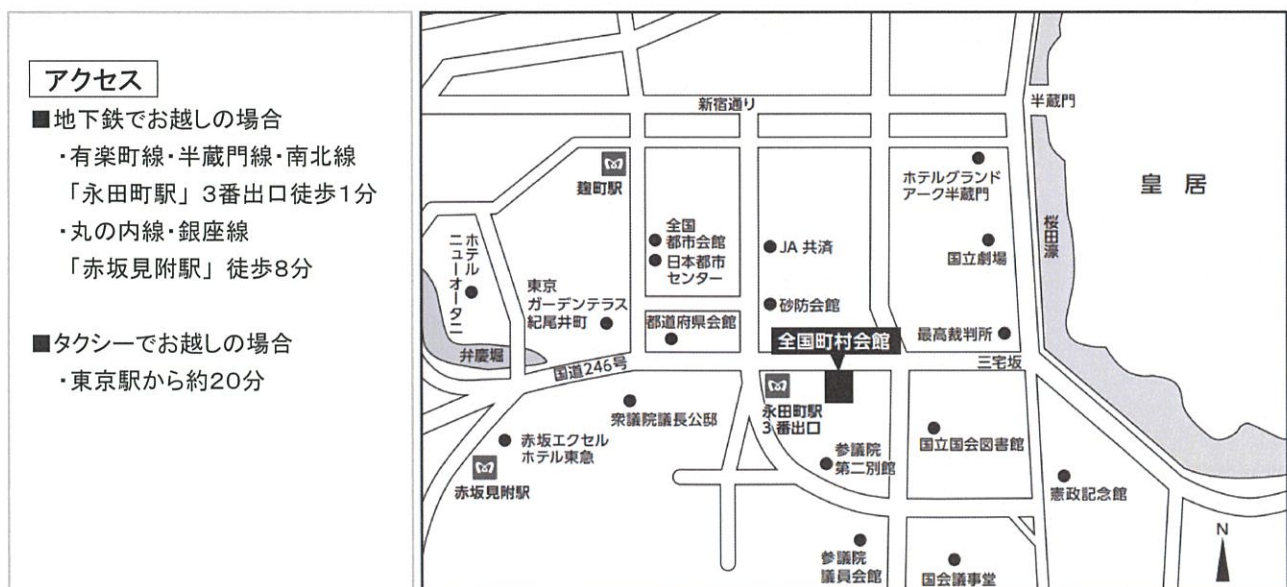 アクセス
■地下鉄でお越しの場合
・有楽町線・半蔵門線・南北線
「永田町駅」3番出口徒歩1分
・丸の内線・銀座線
「赤坂見附駅」徒歩8分
■タクシーでお越しの場合
・東京駅から約20分
新宿通り
半蔵門
麹町駅
ホテルグランド
アーク半蔵門
皇居
桜田濠
全国
都市会館
日本都市
センター
JA 共済
国立劇場
ホテル
ニューオータニ
東京
ガーデンテラス
紀尾井町
砂防会館
都道府県会館
最高裁判所
全国町村会館
弁慶堀
国道246号
三宅坂
永田町駅
3番出口
衆議院議長公邸
赤坂エクセル
ホテル東急
赤坂見附駅
参議院
第二別館
国立国会図書館
憲政記念館
参議院
議員会館
国会議事堂
N